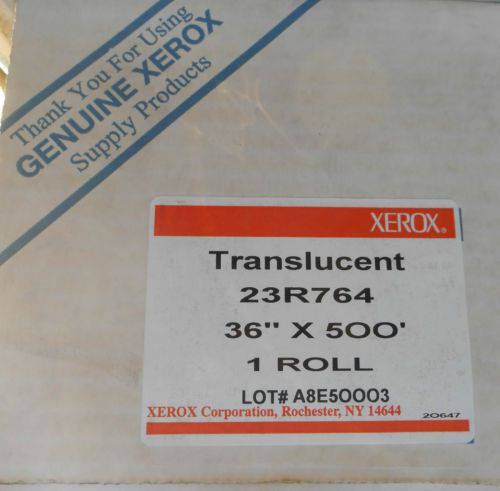 Thank You For Using
GENUINE XEROX
Supply Products
XEROX®
Translucent
23R764
36" X 500'
1 ROLL
LOT# A8E50003
XEROX Corporation, Rochester, NY 14644
20647